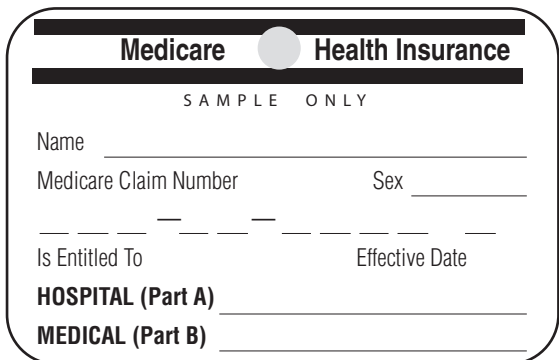 Medicare Health Insurance
SAMPLE ONLY
Name
Medicare Claim Number Sex
Is Entitled To Effective Date
HOSPITAL (Part A)
MEDICAL (Part B)